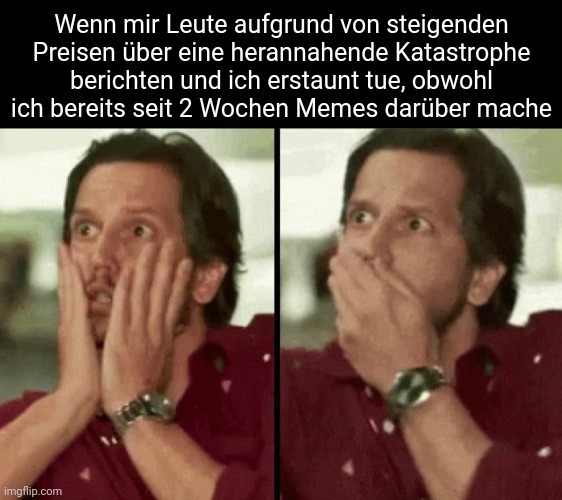 Wenn mir Leute aufgrund von steigenden
Preisen über eine herannahende Katastrophe
berichten und ich erstaunt tue, obwohl
ich bereits seit 2 Wochen Memes darüber mache
imgflip.com